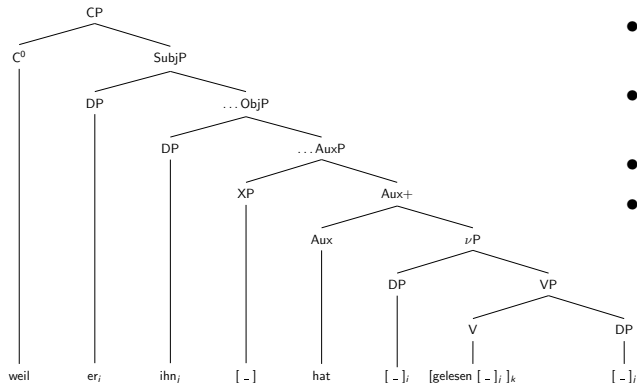 CP
C⁰ SubjP
DP ...ObjP
DP ...AuxP
XP Aux+
Aux νP
DP VP
V DP
weil er_i ihn_j [ _ ] hat [ _ ]_i [gelesen [ _ ]_j ]_k [ _ ]_j